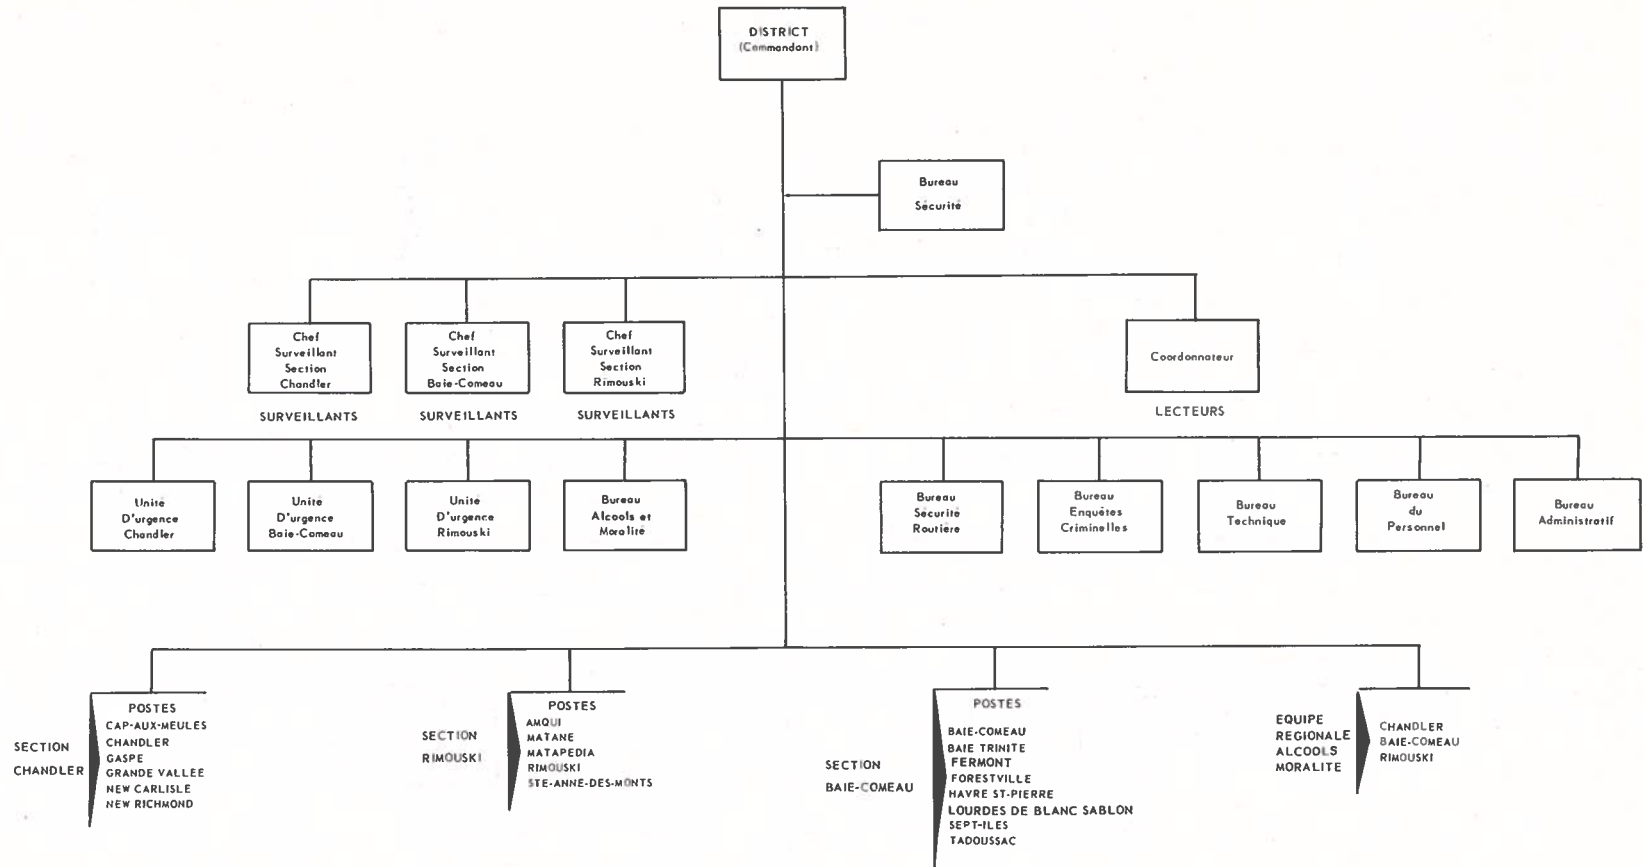 DISTRICT
(Commandant)
Bureau
Sécurité
Chef
Surveillant
Section
Chandler
SURVEILLANTS
Chef
Surveillant
Section
Baie-Comeau
SURVEILLANTS
Chef
Surveillant
Section
Rimouski
SURVEILLANTS
Coordonnateur
LECTEURS
Unité
D'urgence
Chandler
Unité
D'urgence
Baie-Comeau
Unité
D'urgence
Rimouski
Bureau
Alcools et
Moralité
Bureau
Sécurité
Routière
Bureau
Enquêtes
Criminelles
Bureau
Technique
Bureau
du
Personnel
Bureau
Administratif
SECTION
CHANDLER
POSTES
CAP-AUX-MEULES
CHANDLER
GASPE
GRANDE VALLÉE
NEW CARLISLE
NEW RICHMOND
SECTION
RIMOUSKI
POSTES
AMQUI
MATANE
MATAPEDIA
RIMOUSKI
STE-ANNE-DES-MONTS
SECTION
BAIE-COMEAU
POSTES
BAIE-COMEAU
BAIE TRINITE
FERMONT
FORESTVILLE
HAVRE ST-PIERRE
LOURDES DE BLANC SABLON
SEPT-ILES
TADOUSSAC
EQUIPE
REGIONALE
ALCOOLS
MORALITE
CHANDLER
BAIE-COMEAU
RIMOUSKI